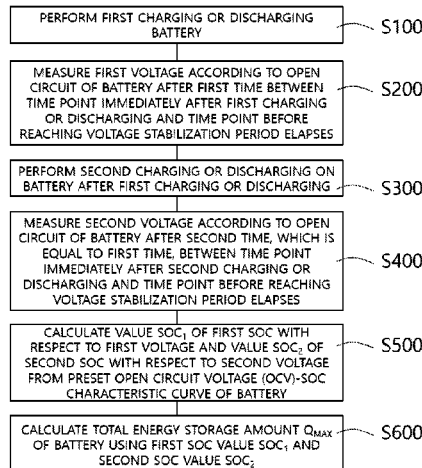 PERFORM FIRST CHARGING OR DISCHARGING
BATTERY
S100
MEASURE FIRST VOLTAGE ACCORDING TO OPEN
CIRCUIT OF BATTERY AFTER FIRST TIME BETWEEN
TIME POINT IMMEDIATELY AFTER FIRST CHARGING
OR DISCHARGING AND TIME POINT BEFORE
REACHING VOLTAGE STABILIZATION PERIOD ELAPSES
S200
PERFORM SECOND CHARGING OR DISCHARGING ON
BATTERY AFTER FIRST CHARGING OR DISCHARGING
S300
MEASURE SECOND VOLTAGE ACCORDING TO OPEN
CIRCUIT OF BATTERY AFTER SECOND TIME, WHICH IS
EQUAL TO FIRST TIME, BETWEEN TIME POINT
IMMEDIATELY AFTER SECOND CHARGING OR
DISCHARGING AND TIME POINT BEFORE REACHING
VOLTAGE STABILIZATION PERIOD ELAPSES
S400
CALCULATE VALUE SOC₁ OF FIRST SOC WITH
RESPECT TO FIRST VOLTAGE AND VALUE SOC₂ OF
SECOND SOC WITH RESPECT TO SECOND VOLTAGE
FROM PRESET OPEN CIRCUIT VOLTAGE (OCV)-SOC
CHARACTERISTIC CURVE OF BATTERY
S500
CALCULATE TOTAL ENERGY STORAGE AMOUNT Q_MAX
OF BATTERY USING FIRST SOC VALUE SOC₁ AND
SECOND SOC VALUE SOC₂
S600